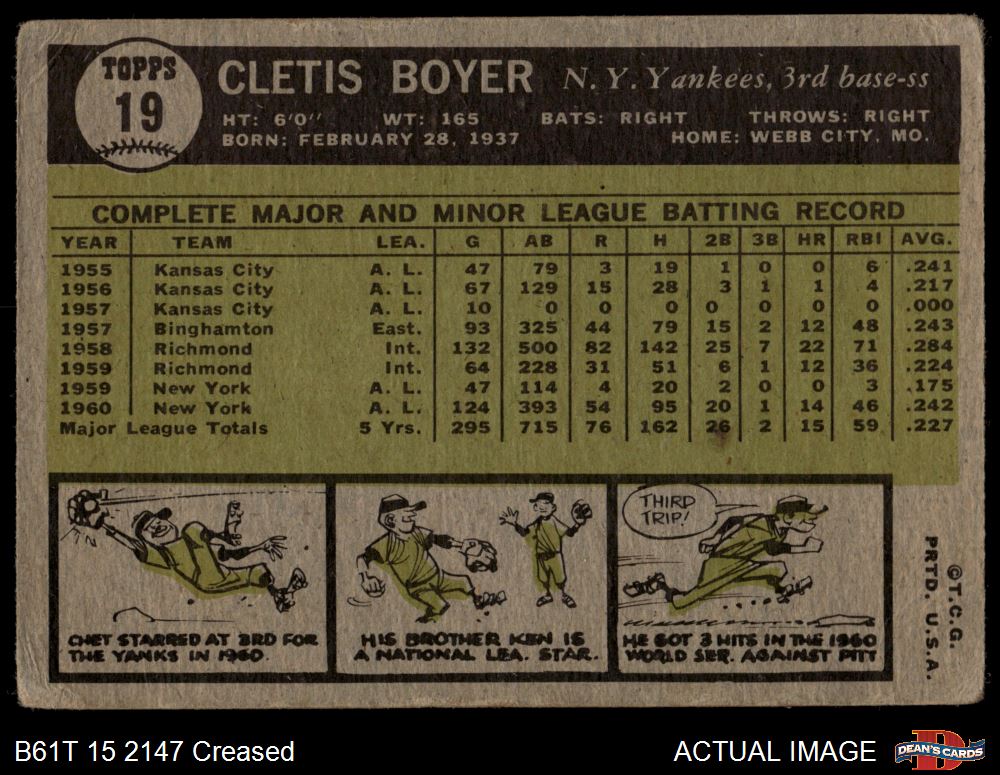 TOPPS
19
CLETIS BOYER N. Y. Yankees, 3rd base-ss
HT: 6'0" WT: 165 BATS: RIGHT THROWS: RIGHT
BORN: FEBRUARY 28, 1937 HOME: WEBB CITY, MO.
COMPLETE MAJOR AND MINOR LEAGUE BATTING RECORD
YEAR TEAM LEA. G AB R H 2B 3B HR RBI AVG.
1955 Kansas City A. L. 47 79 3 19 1 0 0 6 .241
1956 Kansas City A. L. 67 129 15 28 3 1 1 4 .217
1957 Kansas City A. L. 10 0 0 0 0 0 0 0 .000
1957 Binghamton East. 93 325 44 79 15 2 12 48 .243
1958 Richmond Int. 132 500 82 142 25 7 22 71 .284
1959 Richmond Int. 64 228 31 51 6 1 12 36 .224
1959 New York A. L. 47 114 4 20 2 0 0 3 .175
1960 New York A. L. 124 393 54 95 20 1 14 46 .242
Major League Totals 5 Yrs. 295 715 76 162 26 2 15 59 .227
CHET STARRED AT 3RD FOR
THE YANKS IN 1960.
HIS BROTHER KEN IS
A NATIONAL LEA. STAR.
THIRD
TRIP!
HE GOT 3 HITS IN THE 1960
WORLD SER. AGAINST PITT
©T.C.G.
PRTD. U.S.A.
B61T 15 2147 Creased
ACTUAL IMAGE
DEAN'S CARDS